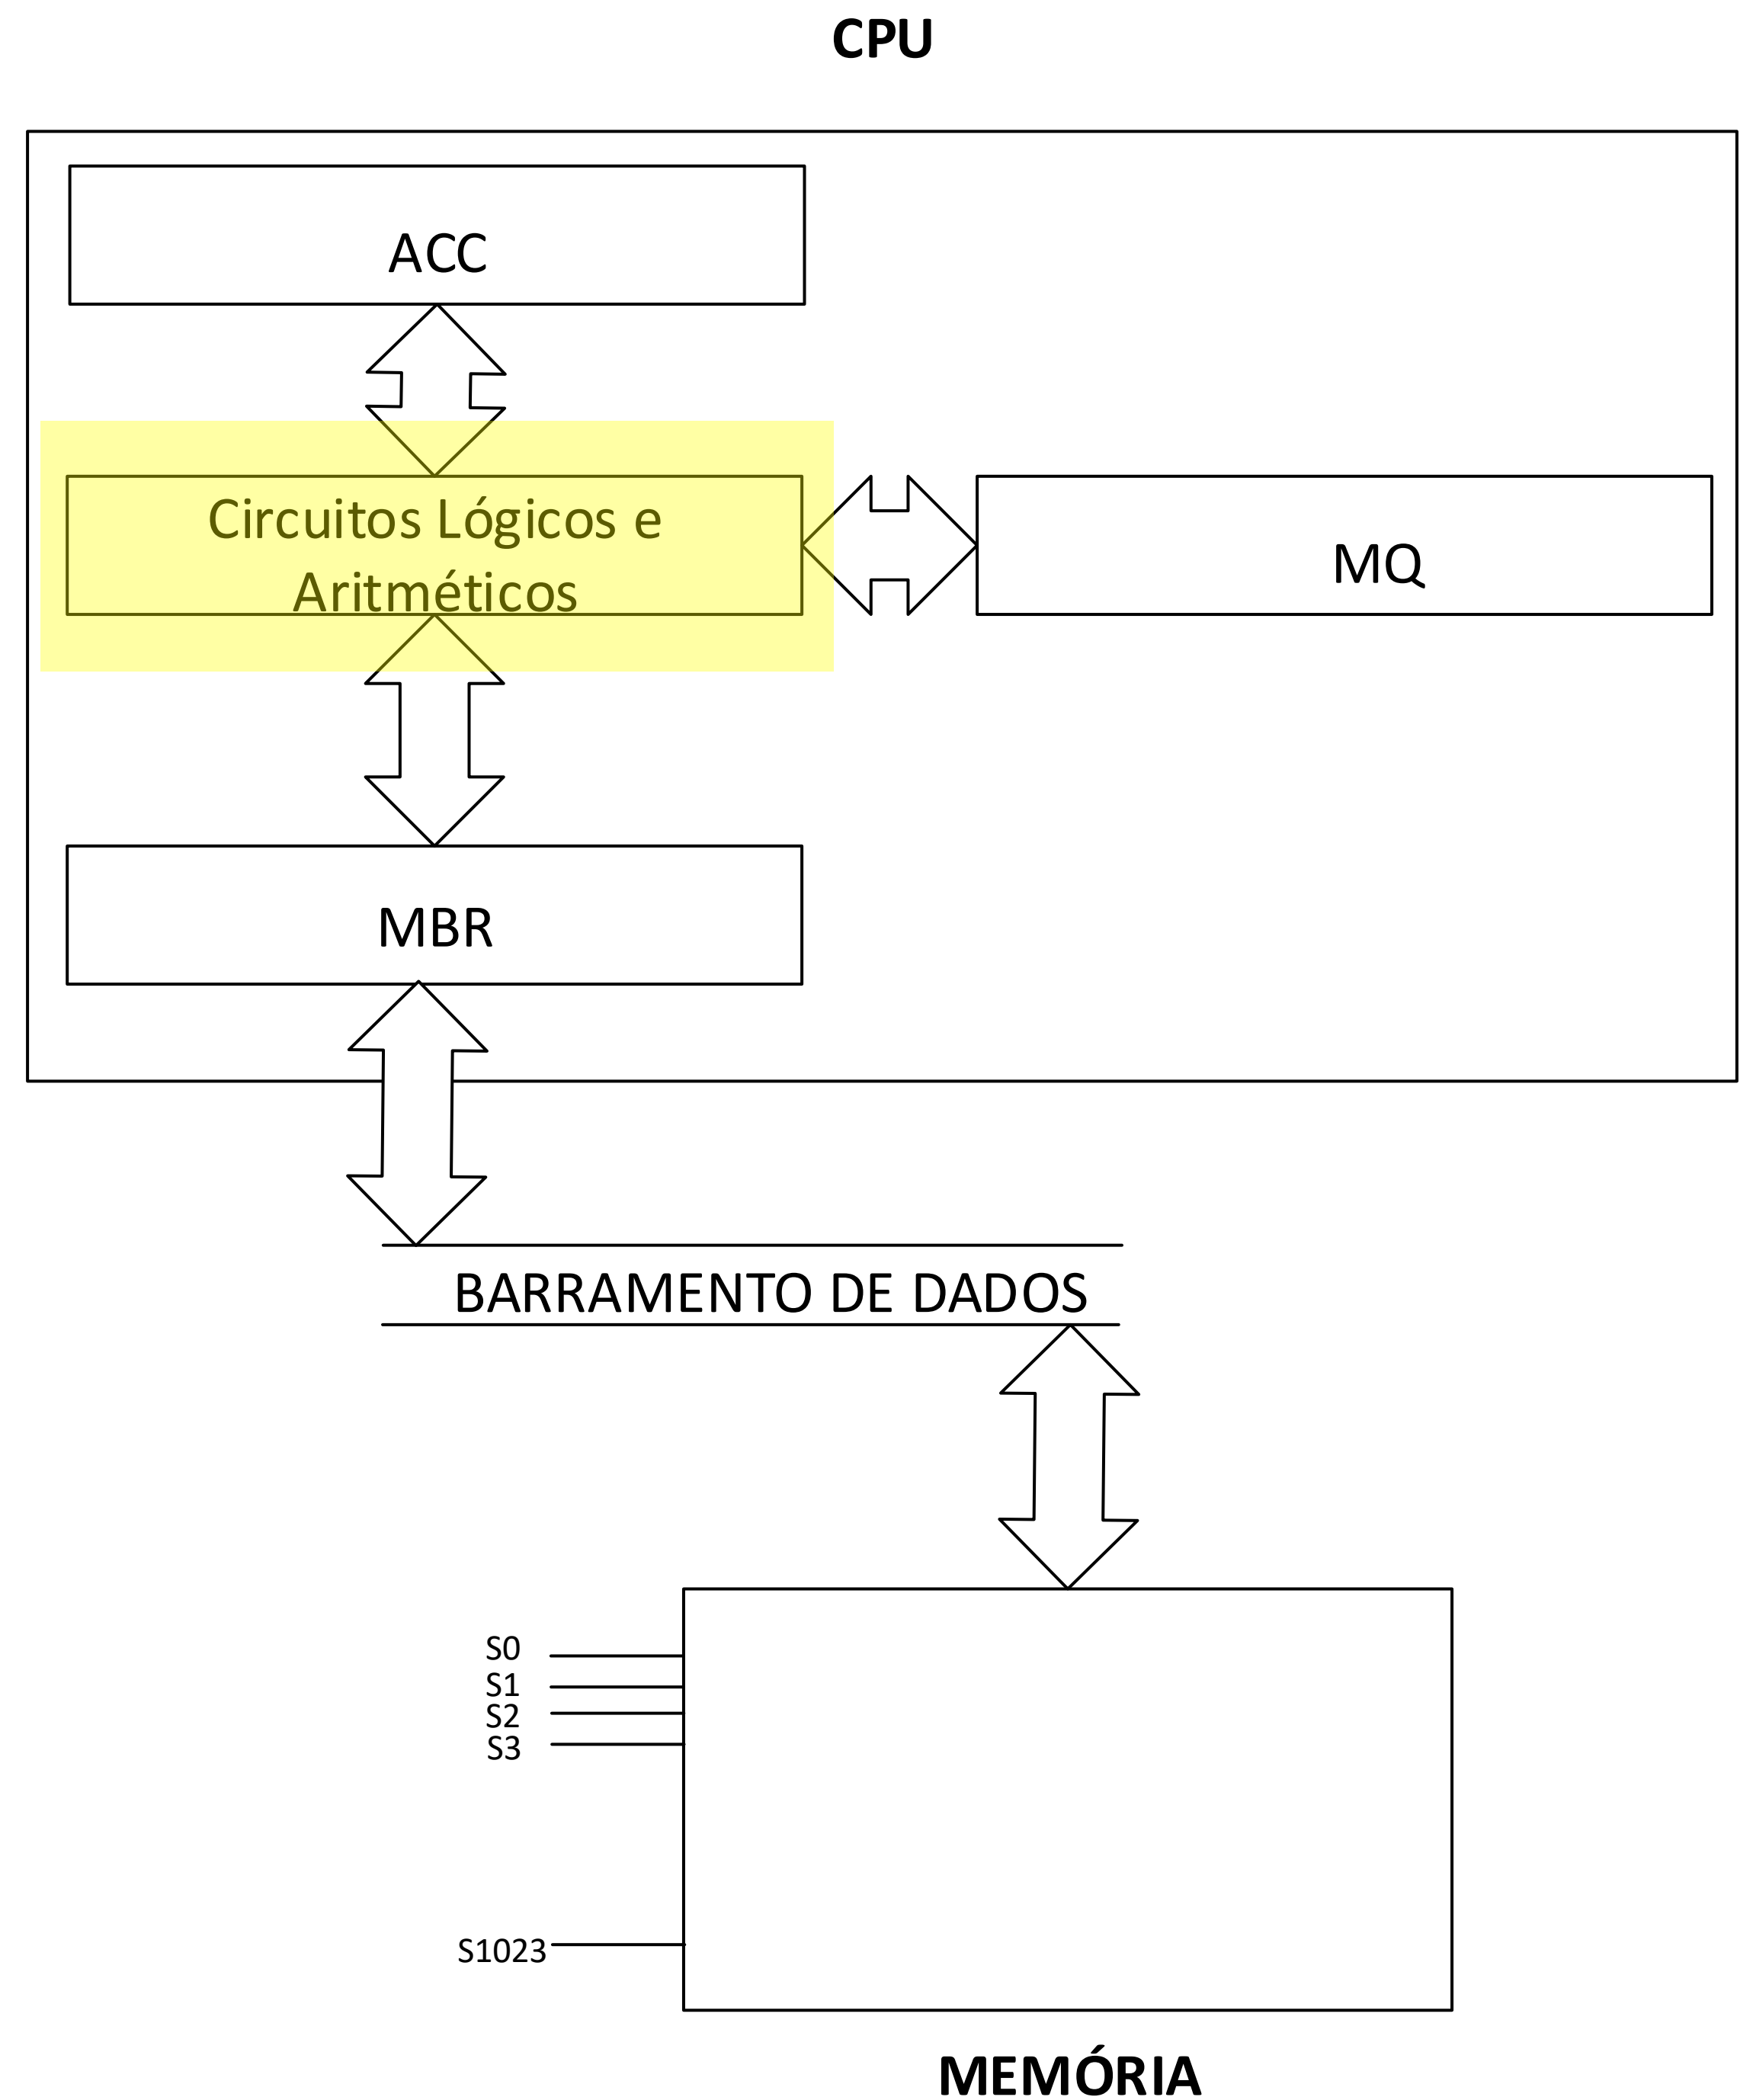 CPU
ACC
Circuitos Lógicos e
Aritméticos
MQ
MBR
BARRAMENTO DE DADOS
S0
S1
S2
S3
S1023
MEMÓRIA